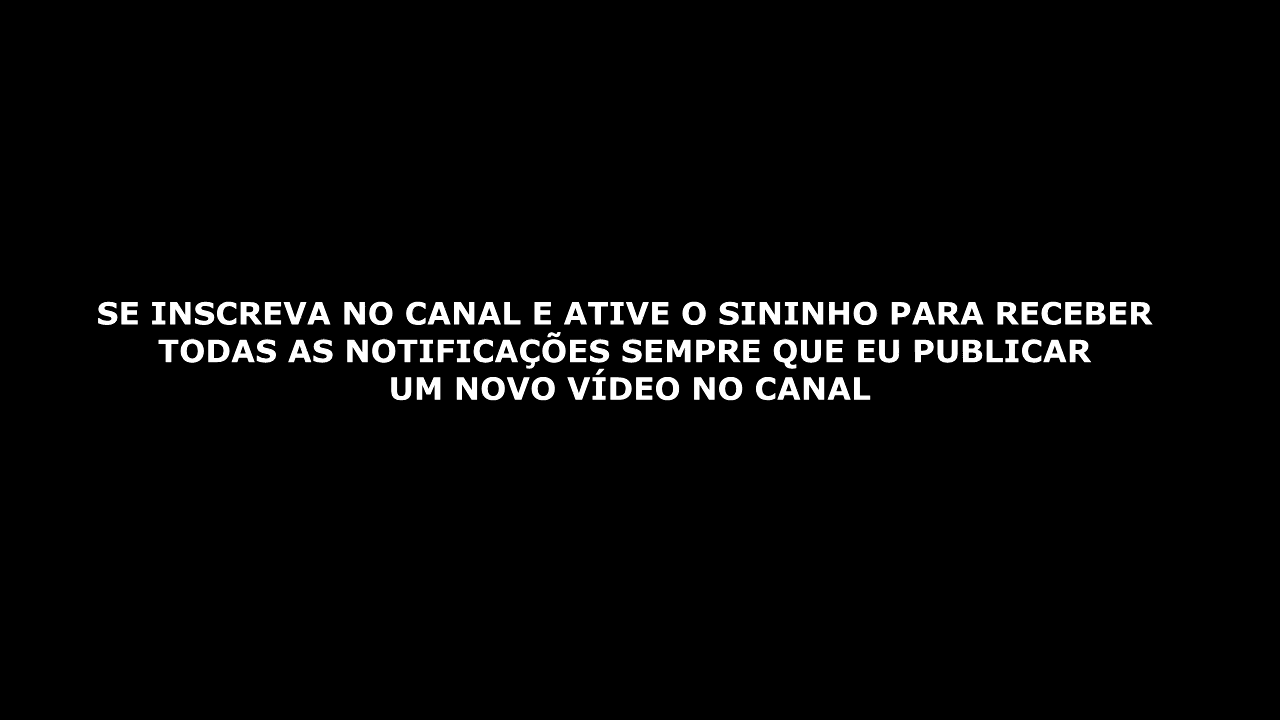 SE INSCREVA NO CANAL E ATIVE O SININHO PARA RECEBER
TODAS AS NOTIFICAÇÕES SEMPRE QUE EU PUBLICAR
UM NOVO VÍDEO NO CANAL